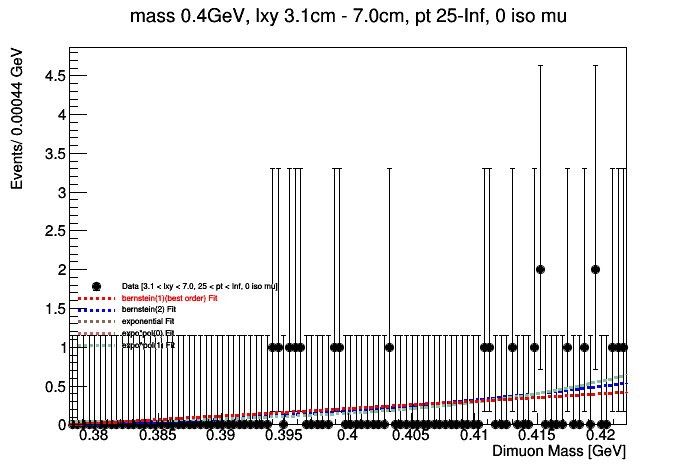 mass 0.4GeV, lxy 3.1cm - 7.0cm, pt 25-Inf, 0 iso mu
Events/ 0.00044 GeV
4.5
4
3.5
3
2.5
2
1.5
1
0.5
0
Data [3.1 < lxy < 7.0, 25 < pt < Inf, 0 iso mu]
bernstein(1)(best order) Fit
bernstein(2) Fit
exponential Fit
expo*pol(0) Fit
expo*pol(1) Fit
0.38 0.385 0.39 0.395 0.4 0.405 0.41 0.415 0.42
Dimuon Mass [GeV]